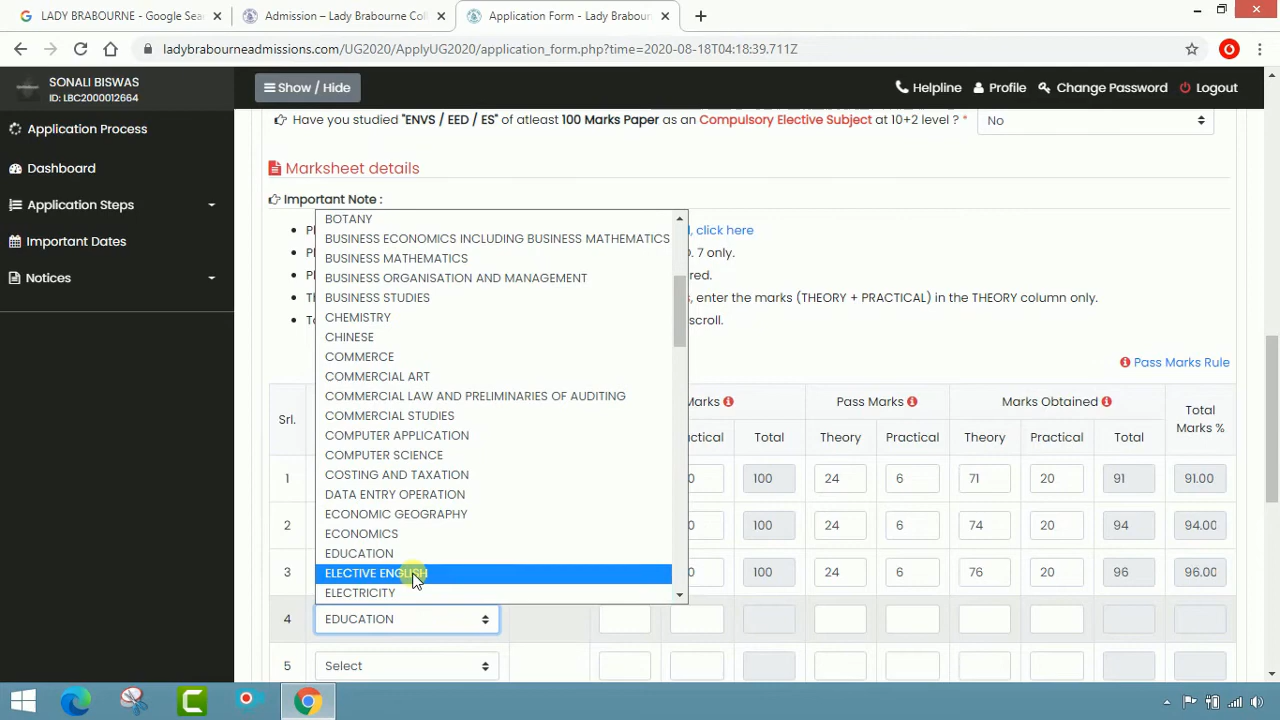 LADY BRABOURNE - Google Sea
Admission – Lady Brabourne Coll
Application Form - Lady Brabour
ladybrabourneadmissions.com/UG2020/ApplyUG2020/application_form.php?time=2020-08-18T04:18:39.711Z
SONALI BISWAS
ID: LBC2000012664
Show / Hide
Helpline
Profile
Change Password
Logout
Application Process
Dashboard
Application Steps
Important Dates
Notices
Have you studied "ENVS / EED / ES" of atleast 100 Marks Paper as an Compulsory Elective Subject at 10+2 level ? *
No
Marksheet details
Important Note :
, click here
D. 7 only.
red.
s, enter the marks (THEORY + PRACTICAL) in the THEORY column only.
scroll.
BOTANY
BUSINESS ECONOMICS INCLUDING BUSINESS MATHEMATICS
BUSINESS MATHEMATICS
BUSINESS ORGANISATION AND MANAGEMENT
BUSINESS STUDIES
CHEMISTRY
CHINESE
COMMERCE
COMMERCIAL ART
COMMERCIAL LAW AND PRELIMINARIES OF AUDITING
COMMERCIAL STUDIES
COMPUTER APPLICATION
COMPUTER SCIENCE
COSTING AND TAXATION
DATA ENTRY OPERATION
ECONOMIC GEOGRAPHY
ECONOMICS
EDUCATION
ELECTIVE ENGLISH
ELECTRICITY
Pass Marks Rule
Srl. Marks Pass Marks Marks Obtained Total Marks %
ctical Total Theory Practical Theory Practical Total
1 0 100 24 6 71 20 91 91.00
2 0 100 24 6 74 20 94 94.00
3 0 100 24 6 76 20 96 96.00
4 EDUCATION
5 Select